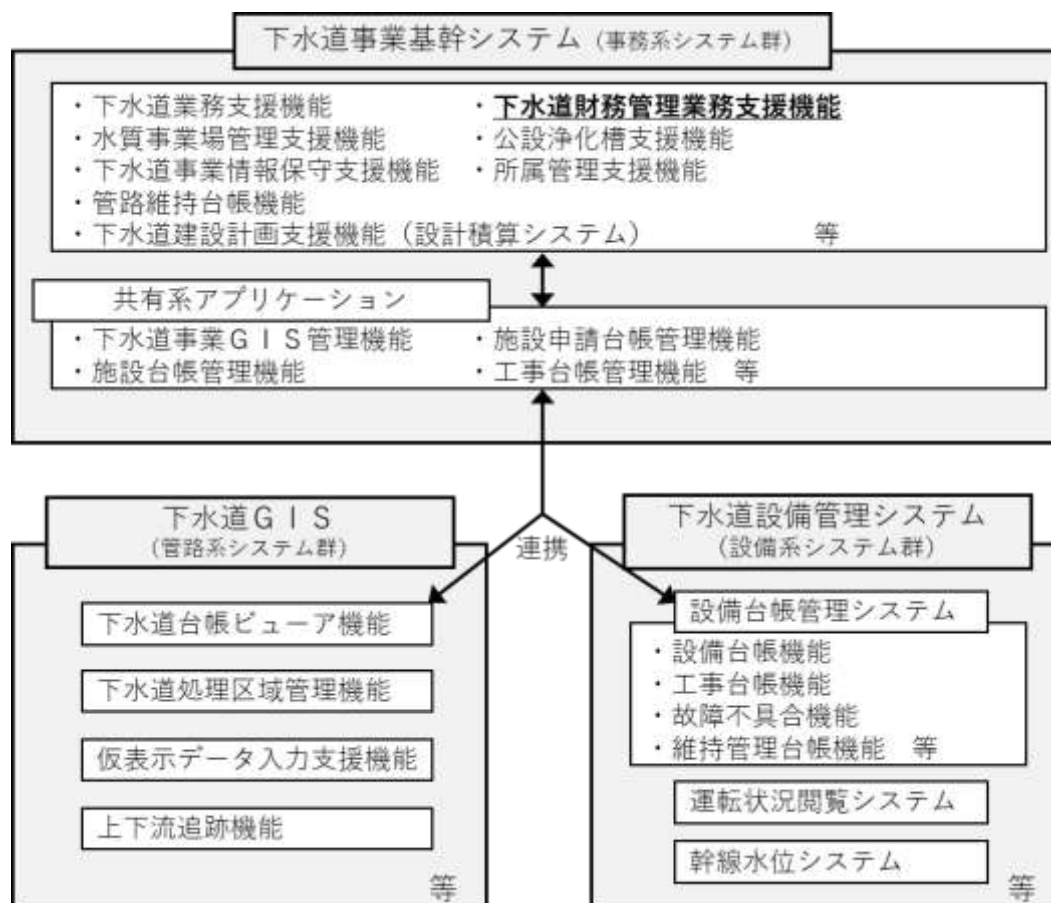 下水道事業基幹システム（事務系システム群）
・下水道業務支援機能
・下水道財務管理業務支援機能
・水質事業場管理支援機能
・公設浄化槽支援機能
・下水道事業情報保守支援機能
・所属管理支援機能
・管路維持台帳機能
・下水道建設計画支援機能（設計積算システム）
等
共有系アプリケーション
・下水道事業ＧＩＳ管理機能
・施設申請台帳管理機能
・施設台帳管理機能
・工事台帳管理機能　等
連携
下水道ＧＩＳ
（管路系システム群）
下水道台帳ビューア機能
下水道処理区域管理機能
仮表示データ入力支援機能
上下流追跡機能
等
下水道設備管理システム
（設備系システム群）
設備台帳管理システム
・設備台帳機能
・工事台帳機能
・故障不具合機能
・維持管理台帳機能　等
運転状況閲覧システム
幹線水位システム
等